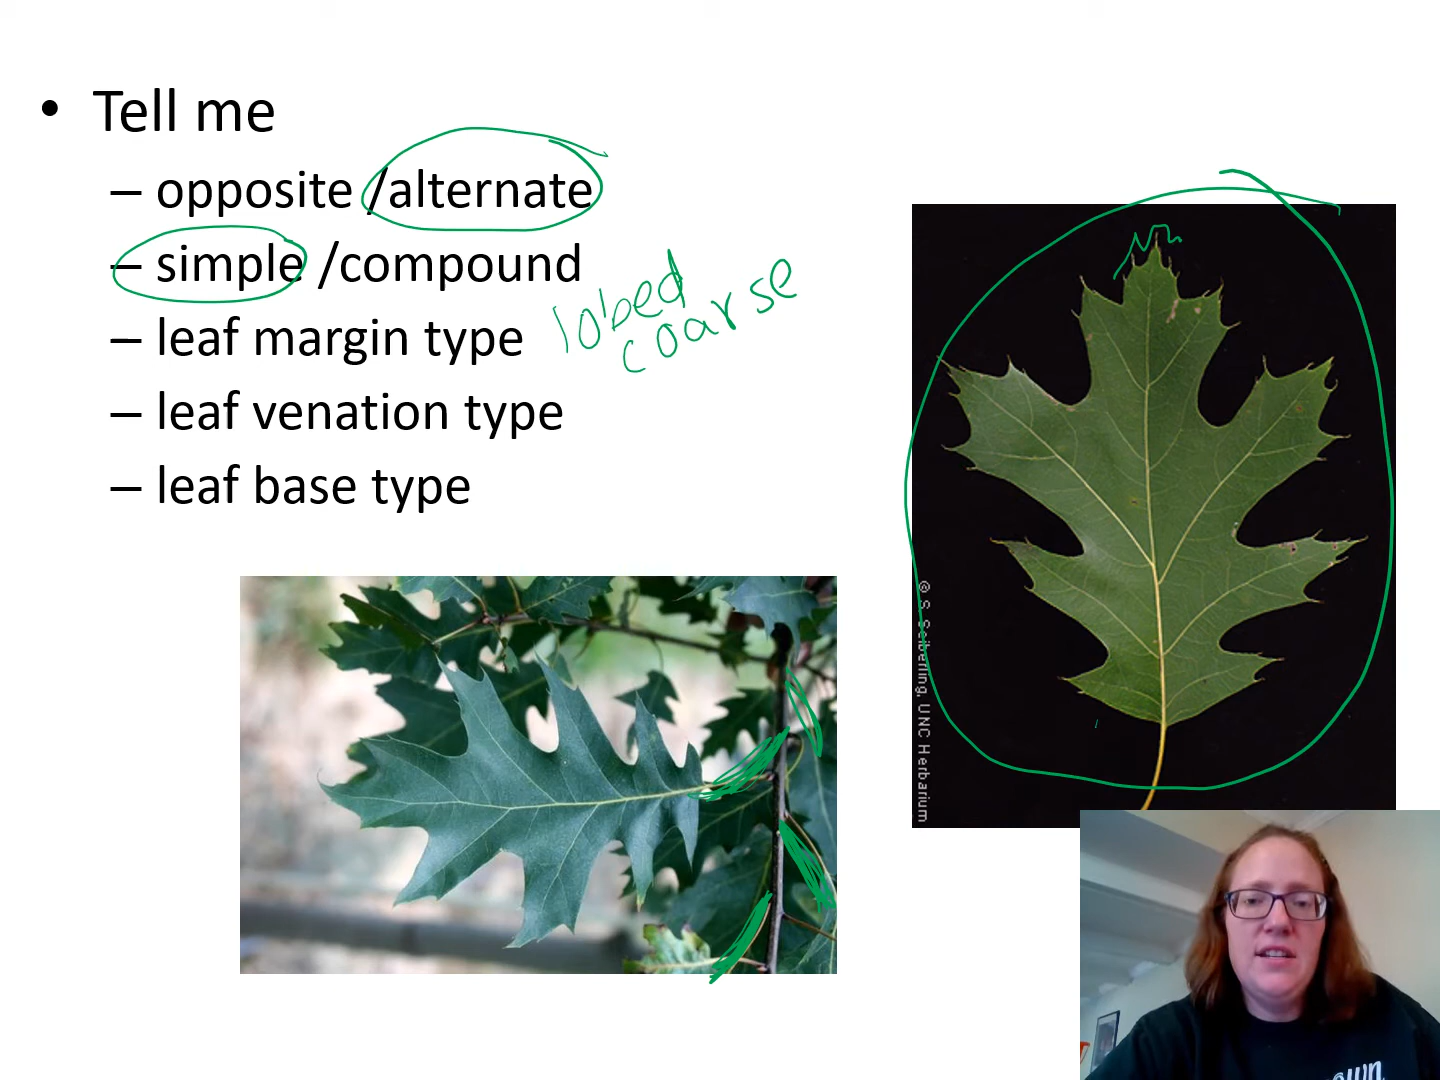 • Tell me
– opposite /alternate
– simple /compound
lobed
coarse
– leaf margin type
– leaf venation type
– leaf base type
© S. Seiberling, UNC Herbarium
own